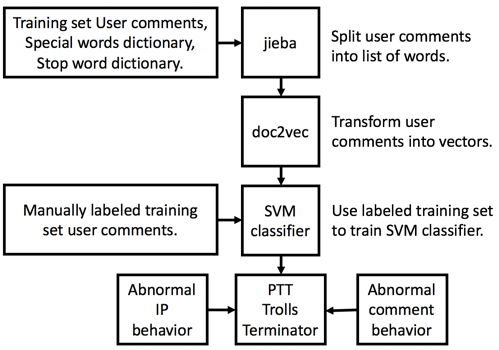 Training set User comments,
Special words dictionary,
Stop word dictionary.
jieba
Split user comments
into list of words.
doc2vec
Transform user
comments into vectors.
Manually labeled training
set user comments.
SVM
classifier
Use labeled training set
to train SVM classifier.
Abnormal
IP
behavior
PTT
Trolls
Terminator
Abnormal
comment
behavior